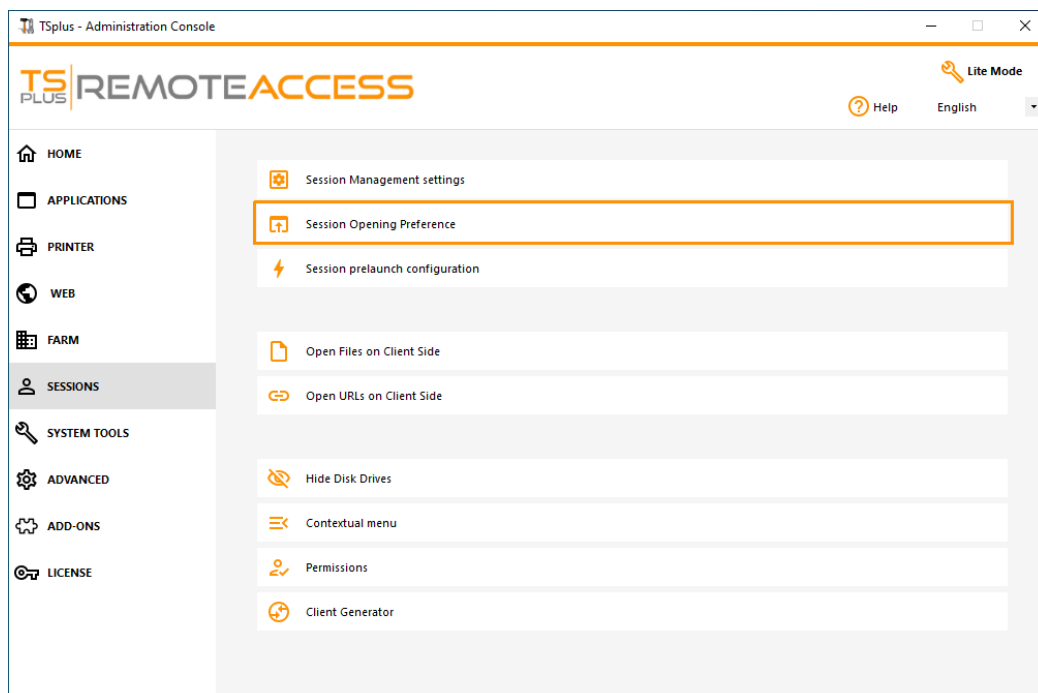 TSplus - Administration Console
TS PLUS REMOTEACCESS
Lite Mode
Help English
HOME
APPLICATIONS
PRINTER
WEB
FARM
SESSIONS
SYSTEM TOOLS
ADVANCED
ADD-ONS
LICENSE
Session Management settings
Session Opening Preference
Session prelaunch configuration
Open Files on Client Side
Open URLs on Client Side
Hide Disk Drives
Contextual menu
Permissions
Client Generator